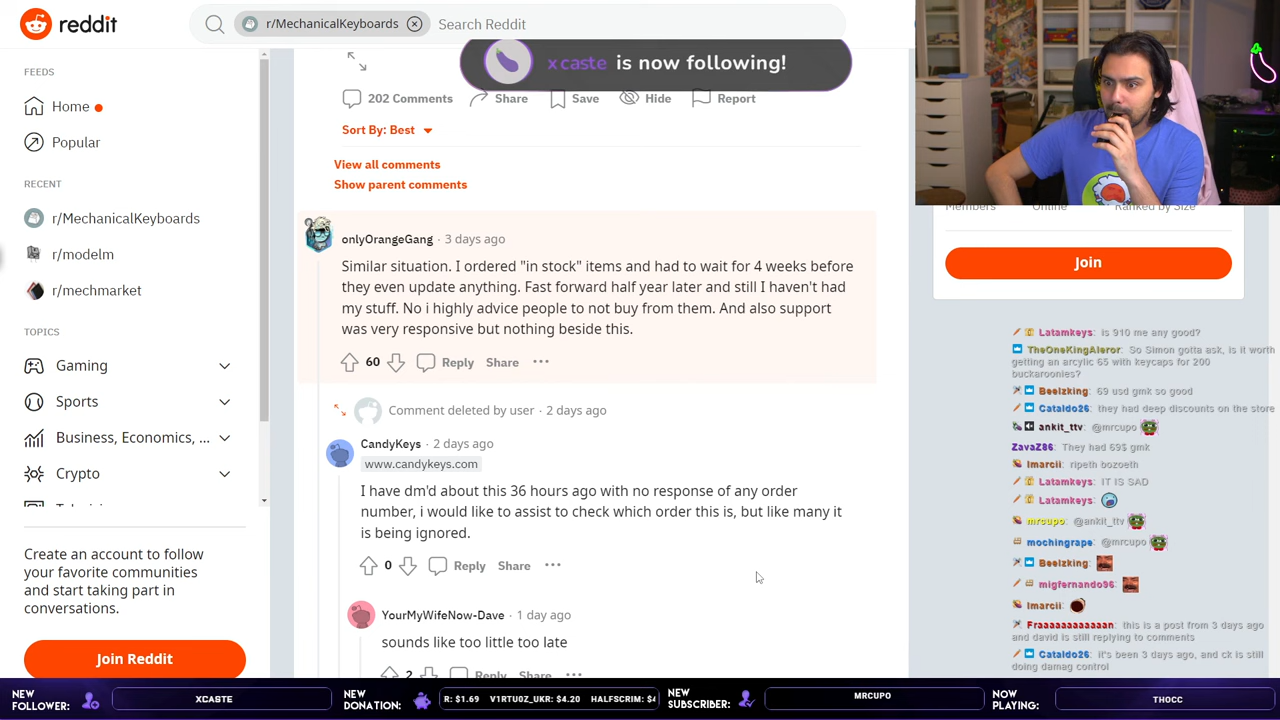 reddit
r/MechanicalKeyboards
Search Reddit
xcaste is now following!
FEEDS
Home
Popular
RECENT
r/MechanicalKeyboards
r/modelm
r/mechmarket
TOPICS
Gaming
Sports
Business, Economics, ...
Crypto
Create an account to follow
your favorite communities
and start taking part in
conversations.
Join Reddit
202 Comments
Share
Save
Hide
Report
Sort By: Best
View all comments
Show parent comments
onlyOrangeGang · 3 days ago
Similar situation. I ordered "in stock" items and had to wait for 4 weeks before
they even update anything. Fast forward half year later and still I haven't had
my stuff. No i highly advice people to not buy from them. And also support
was very responsive but nothing beside this.
60
Reply
Share
Comment deleted by user · 2 days ago
CandyKeys · 2 days ago
www.candykeys.com
I have dm'd about this 36 hours ago with no response of any order
number, i would like to assist to check which order this is, but like many it
is being ignored.
0
Reply
Share
YourMyWifeNow-Dave · 1 day ago
sounds like too little too late
2
Reply
Share
Members
Online
Ranked by Size
Join
Latamkeys: is 910 me any good?
TheOneKingAleror: So Simon gotta ask, is it worth
getting an arcylic 65 with keycaps for 200
buckaroonies?
Beelzking: 69 usd gmk so good
Cataldo26: they had deep discounts on the store
ankit_ttv: @mrcupo
ZavaZ86: They had 69$ gmk
lmarcii: ripeth bozoeth
Latamkeys: IT IS SAD
Latamkeys:
mrcupo: @ankit_ttv
mochingrape: @mrcupo
Beelzking:
migfernando96:
lmarcii:
Fraaaaaaaaaaaan: this is a post from 3 days ago
and david is still replying to comments
Cataldo26: it's been 3 days ago, and ck is still
doing damag control
NEW
FOLLOWER:
XCASTE
NEW
DONATION:
R: $1.69 V1RTU0Z_UKR: $4.20 HALFSCRIM: $4
NEW
SUBSCRIBER:
MRCUPO
NOW
PLAYING:
THOCC